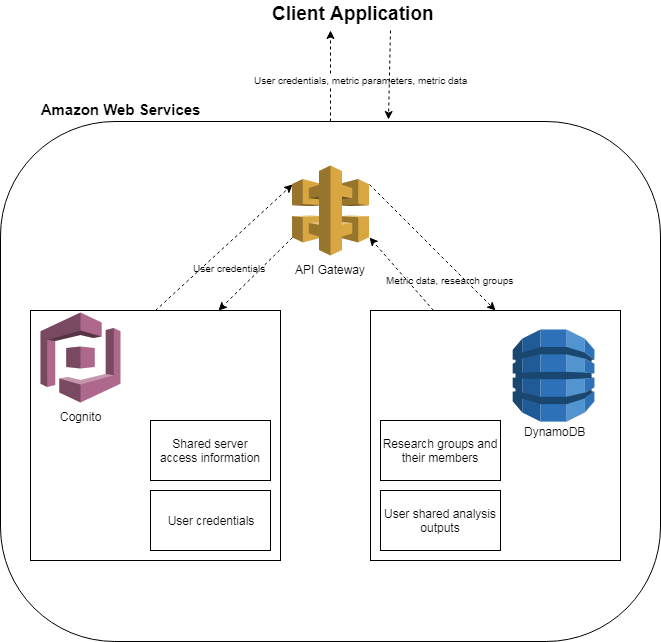 Client Application
User credentials, metric parameters, metric data
Amazon Web Services
API Gateway
User credentials
Metric data, research groups
Cognito
Shared server
access information
User credentials
DynamoDB
Research groups and
their members
User shared analysis
outputs